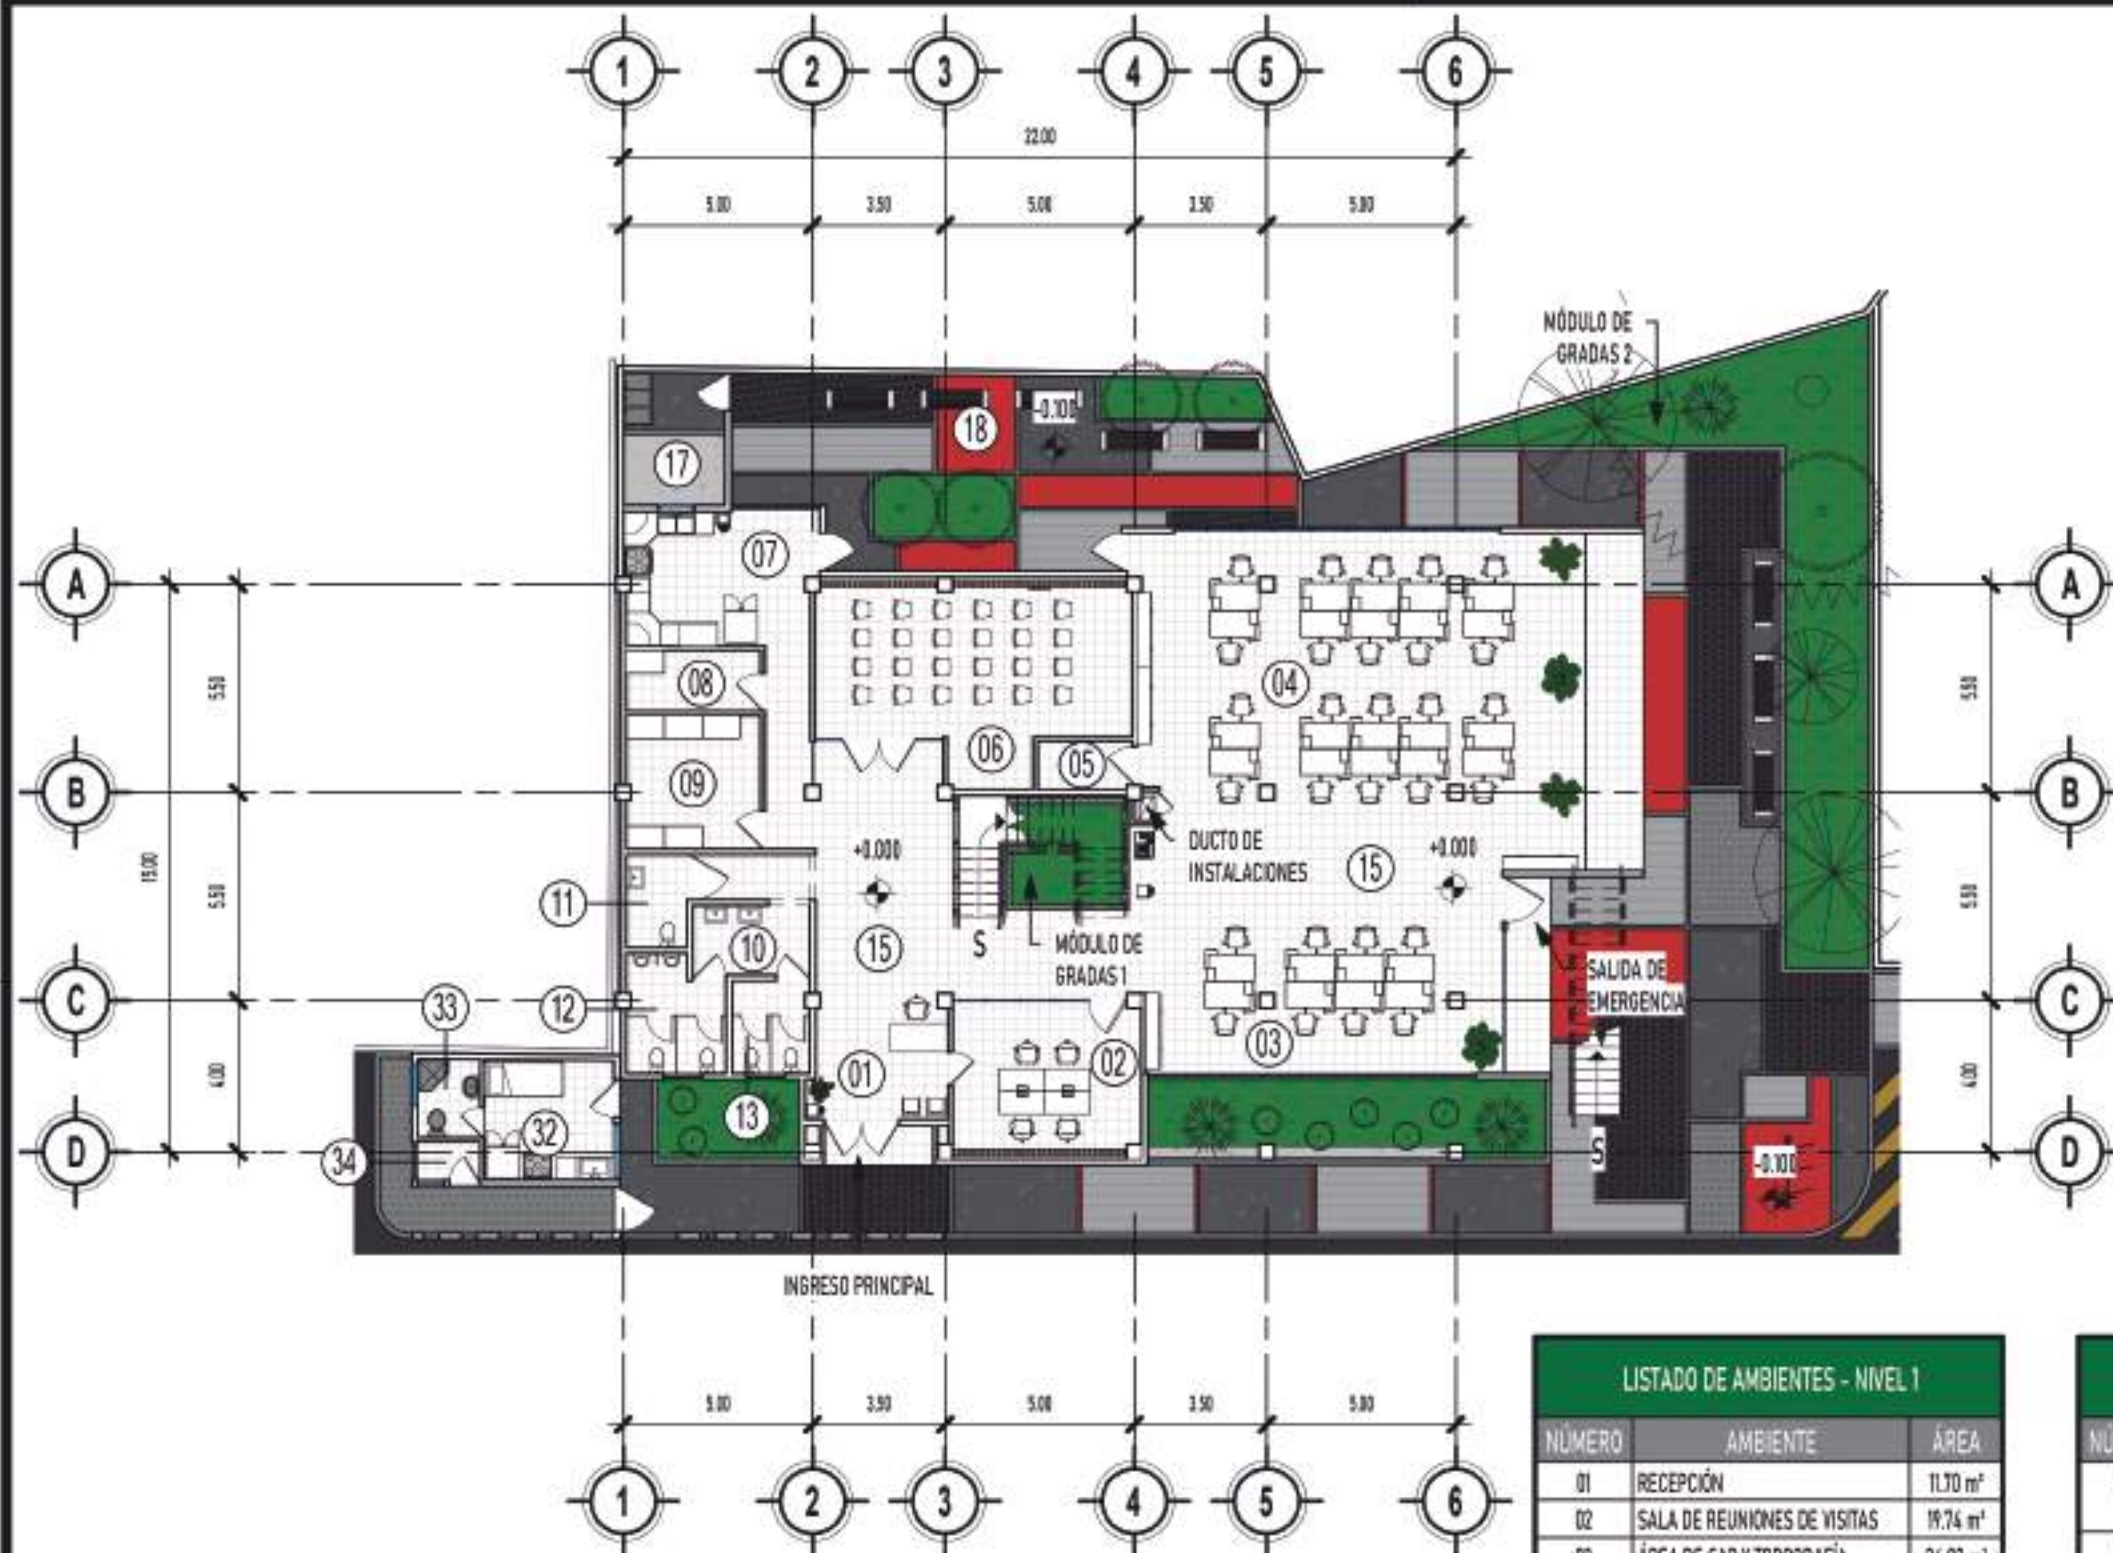 1 2 3 4 5 6
22.00
5.00 3.50 5.00 3.50 5.00
MÓDULO DE
GRADAS 2
-0.100
18
17
07
A A
04
5.50 5.50
08
06
05
09
B B
DUCTO DE
INSTALACIONES
+0.000 +0.000
15.00
15
5.50 5.50
11
10
15
S
MÓDULO DE
GRADAS 1
SALIDA DE
EMERGENCIA
C C
33
12
03
02
01
4.00 4.00
13
32
34
D D
S
-0.100
INGRESO PRINCIPAL
5.00 3.50 5.00 3.50 5.00
1 2 3 4 5 6
LISTADO DE AMBIENTES - NIVEL 1
NÚMERO AMBIENTE ÁREA
01 RECEPCIÓN 11.70 m²
02 SALA DE REUNIONES DE VISITAS 19.74 m²